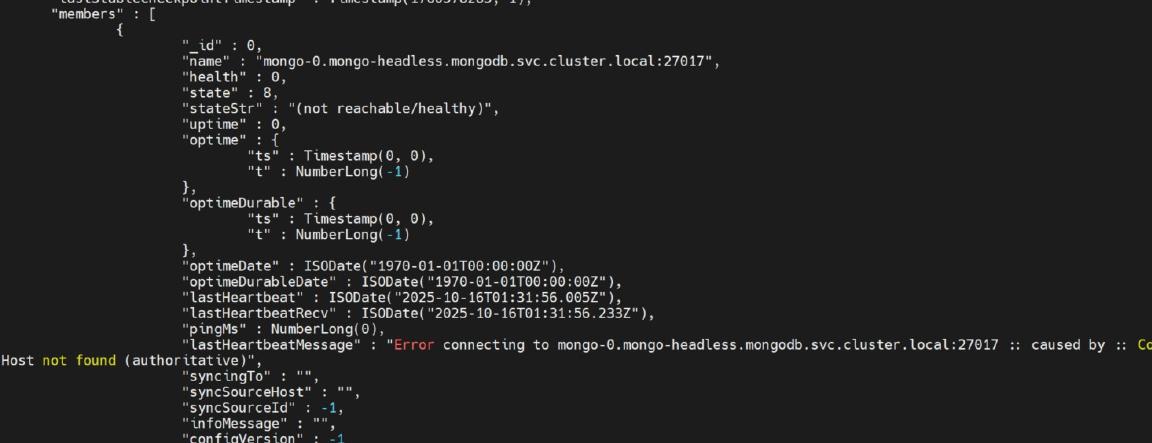 "members" : [
{
"_id" : 0,
"name" : "mongo-0.mongo-headless.mongodb.svc.cluster.local:27017",
"health" : 0,
"state" : 8,
"stateStr" : "(not reachable/healthy)",
"uptime" : 0,
"optime" : {
"ts" : Timestamp(0, 0),
"t" : NumberLong(-1)
},
"optimeDurable" : {
"ts" : Timestamp(0, 0),
"t" : NumberLong(-1)
},
"optimeDate" : ISODate("1970-01-01T00:00:00Z"),
"optimeDurableDate" : ISODate("1970-01-01T00:00:00Z"),
"lastHeartbeat" : ISODate("2025-10-16T01:31:56.005Z"),
"lastHeartbeatRecv" : ISODate("2025-10-16T01:31:56.233Z"),
"pingMs" : NumberLong(0),
"lastHeartbeatMessage" : "Error connecting to mongo-0.mongo-headless.mongodb.svc.cluster.local:27017 :: caused by :: Co
Host not found (authoritative)",
"syncingTo" : "",
"syncSourceHost" : "",
"syncSourceId" : -1,
"infoMessage" : "",
"configVersion" : -1